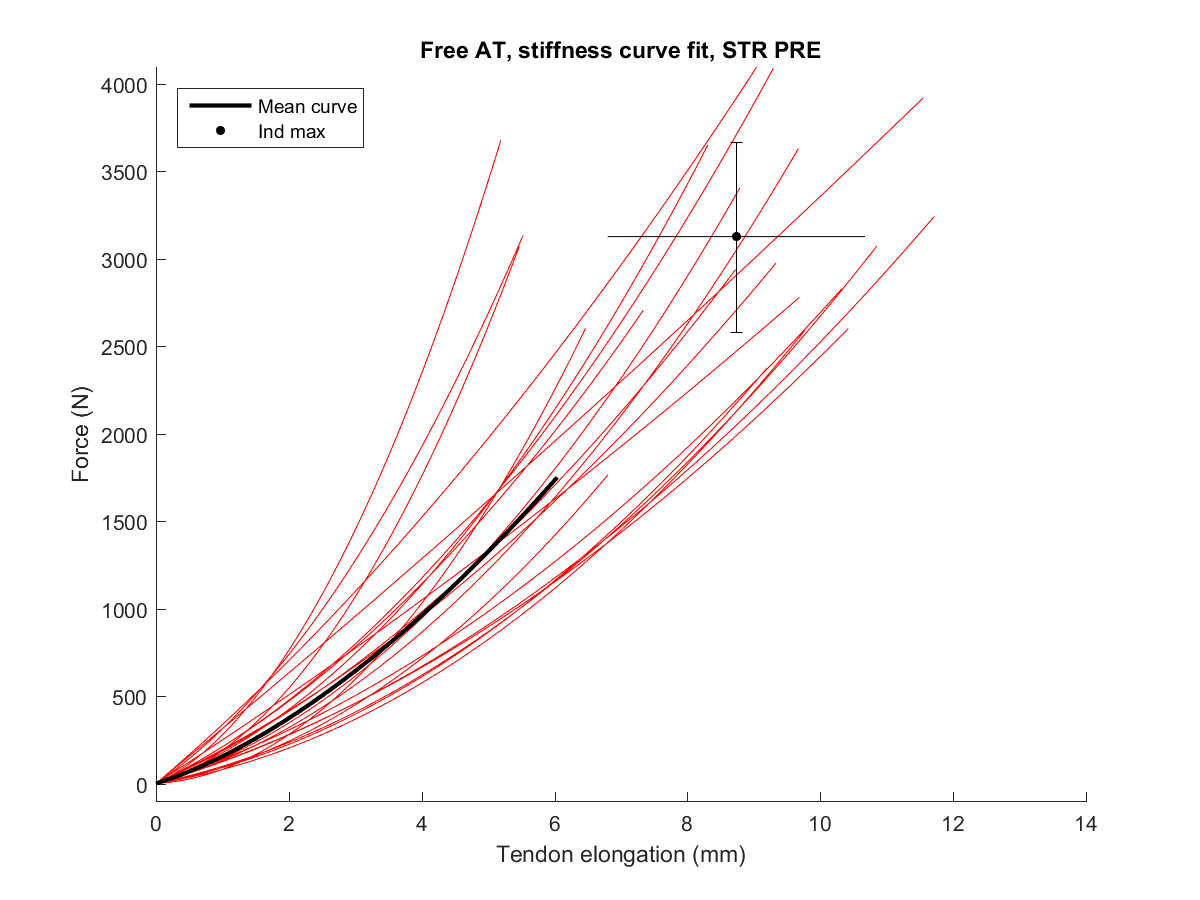 Free AT, stiffness curve fit, STR PRE
Mean curve
Ind max
4000
3500
3000
2500
2000
1500
1000
500
0
Force (N)
0 2 4 6 8 10 12 14
Tendon elongation (mm)